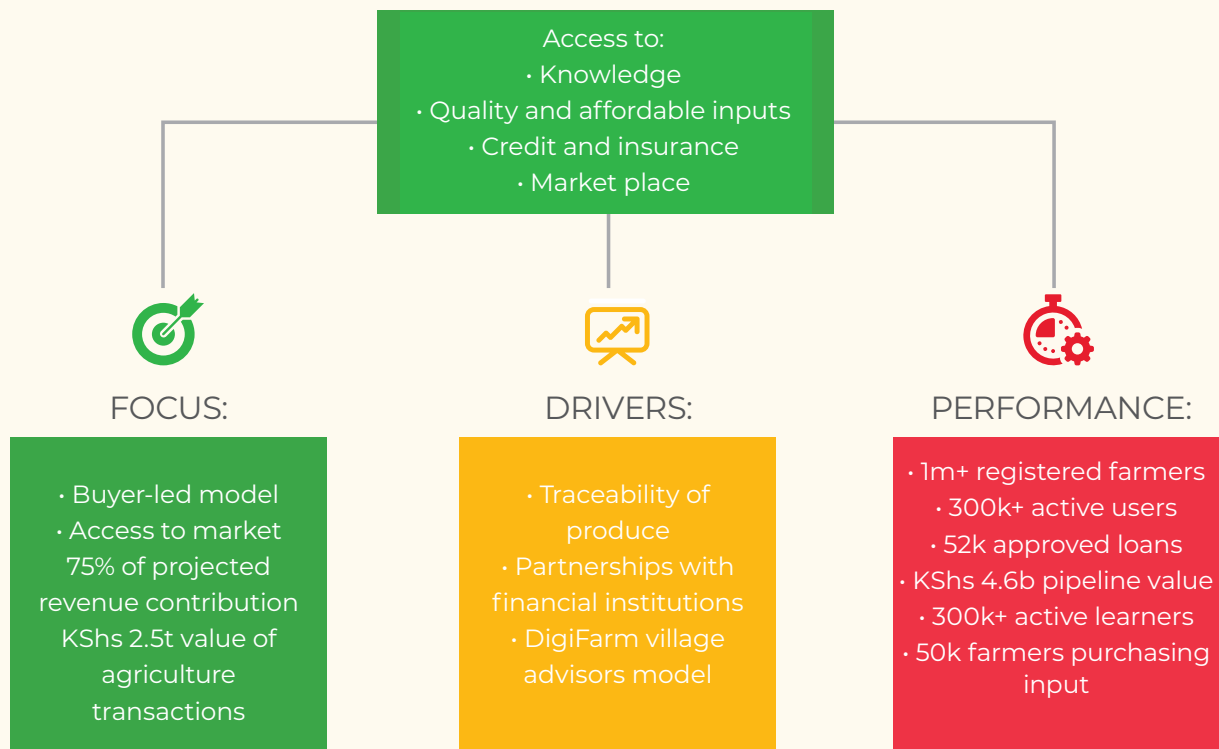 Access to:
• Knowledge
• Quality and affordable inputs
• Credit and insurance
• Market place
FOCUS:
• Buyer-led model
• Access to market
75% of projected
revenue contribution
KShs 2.5t value of
agriculture
transactions
DRIVERS:
• Traceability of
produce
• Partnerships with
financial institutions
• DigiFarm village
advisors model
PERFORMANCE:
• 1m+ registered farmers
• 300k+ active users
• 52k approved loans
• KShs 4.6b pipeline value
• 300k+ active learners
• 50k farmers purchasing
input